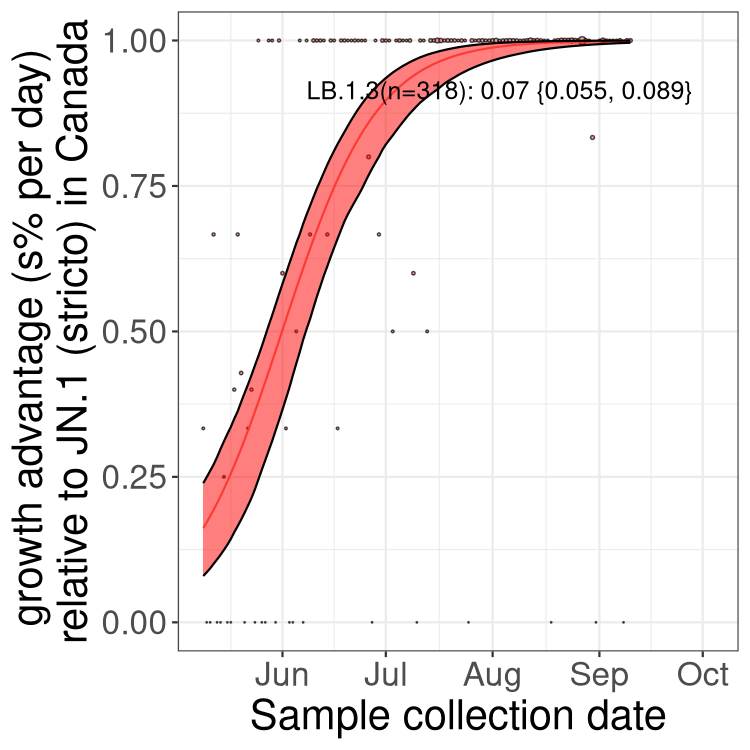 growth advantage (s% per day)
relative to JN.1 (stricto) in Canada
1.00
0.75
0.50
0.25
0.00
LB.1.3(n=318): 0.07 {0.055, 0.089}
Jun Jul Aug Sep Oct
Sample collection date